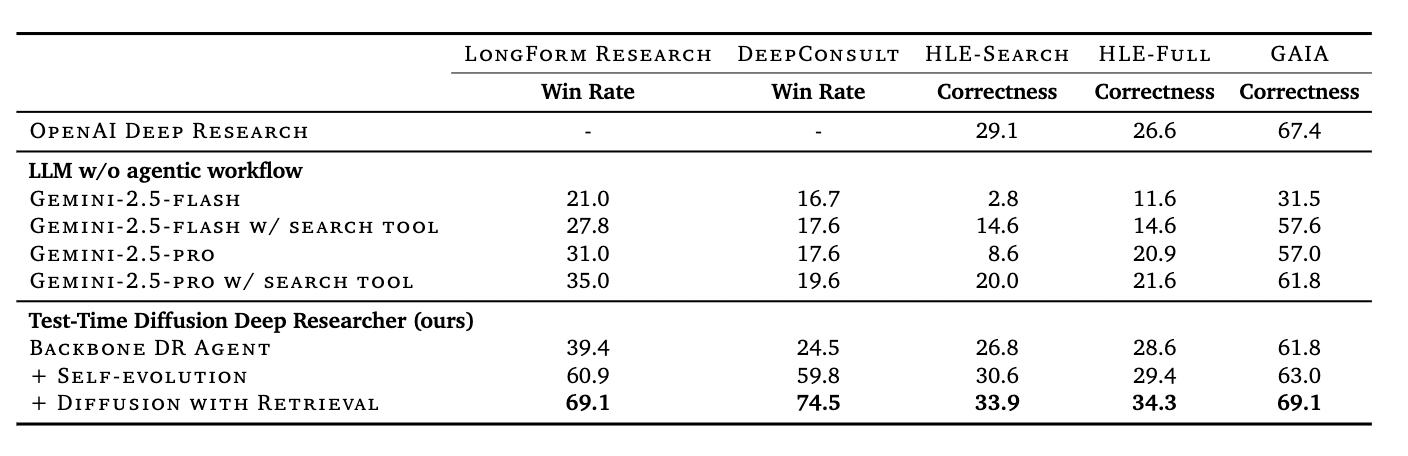 LONGFORM RESEARCH DEEPCONSULT HLE-SEARCH HLE-FULL GAIA
Win Rate Win Rate Correctness Correctness Correctness
OPENAI DEEP RESEARCH - - 29.1 26.6 67.4
LLM w/o agentic workflow
GEMINI-2.5-FLASH 21.0 16.7 2.8 11.6 31.5
GEMINI-2.5-FLASH W/ SEARCH TOOL 27.8 17.6 14.6 14.6 57.6
GEMINI-2.5-PRO 31.0 17.6 8.6 20.9 57.0
GEMINI-2.5-PRO W/ SEARCH TOOL 35.0 19.6 20.0 21.6 61.8
Test-Time Diffusion Deep Researcher (ours)
BACKBONE DR AGENT 39.4 24.5 26.8 28.6 61.8
+ SELF-EVOLUTION 60.9 59.8 30.6 29.4 63.0
+ DIFFUSION WITH RETRIEVAL 69.1 74.5 33.9 34.3 69.1